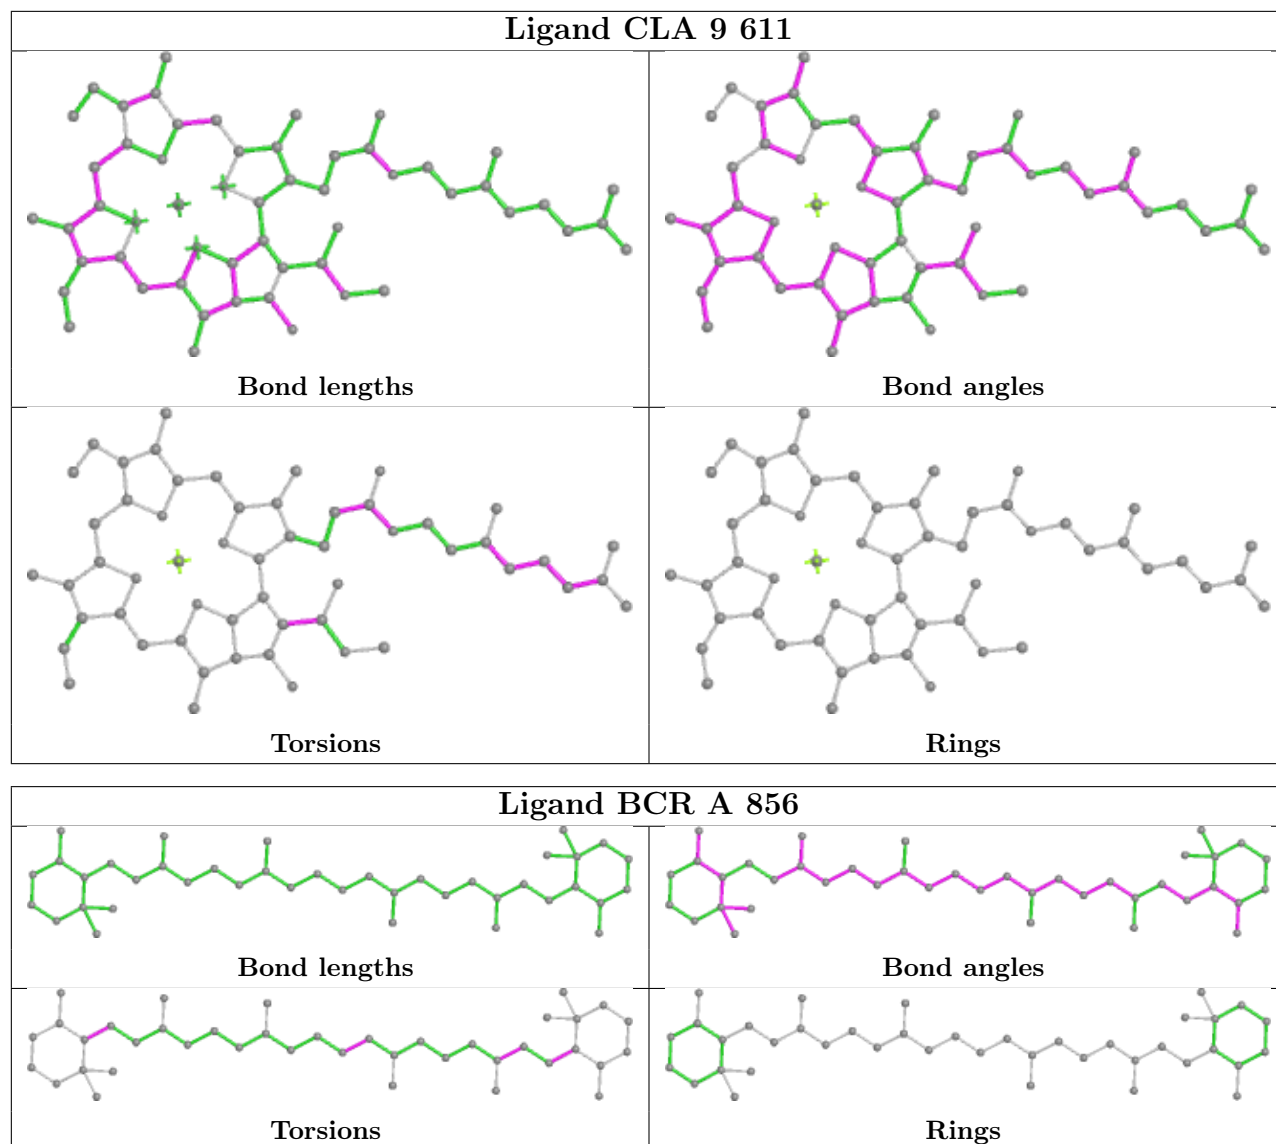 Ligand CLA 9 611
Bond lengths
Bond angles
Torsions
Rings
Ligand BCR A 856
Bond lengths
Bond angles
Torsions
Rings